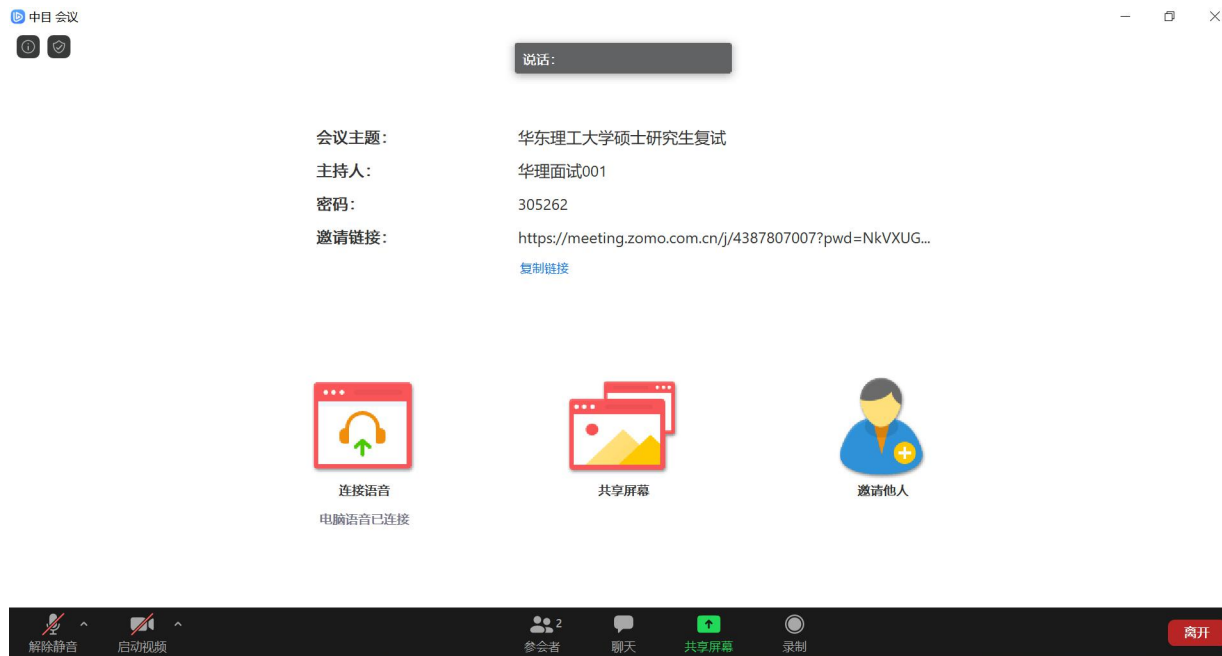 中目 会议
说话:
会议主题: 华东理工大学硕士研究生复试
主持人: 华理面试001
密码: 305262
邀请链接: https://meeting.zomo.com.cn/j/4387807007?pwd=NkVXUG...
复制链接
连接语音 共享屏幕 邀请他人
电脑语音已连接
2
解除静音 启动视频 参会者 聊天 共享屏幕 录制 离开